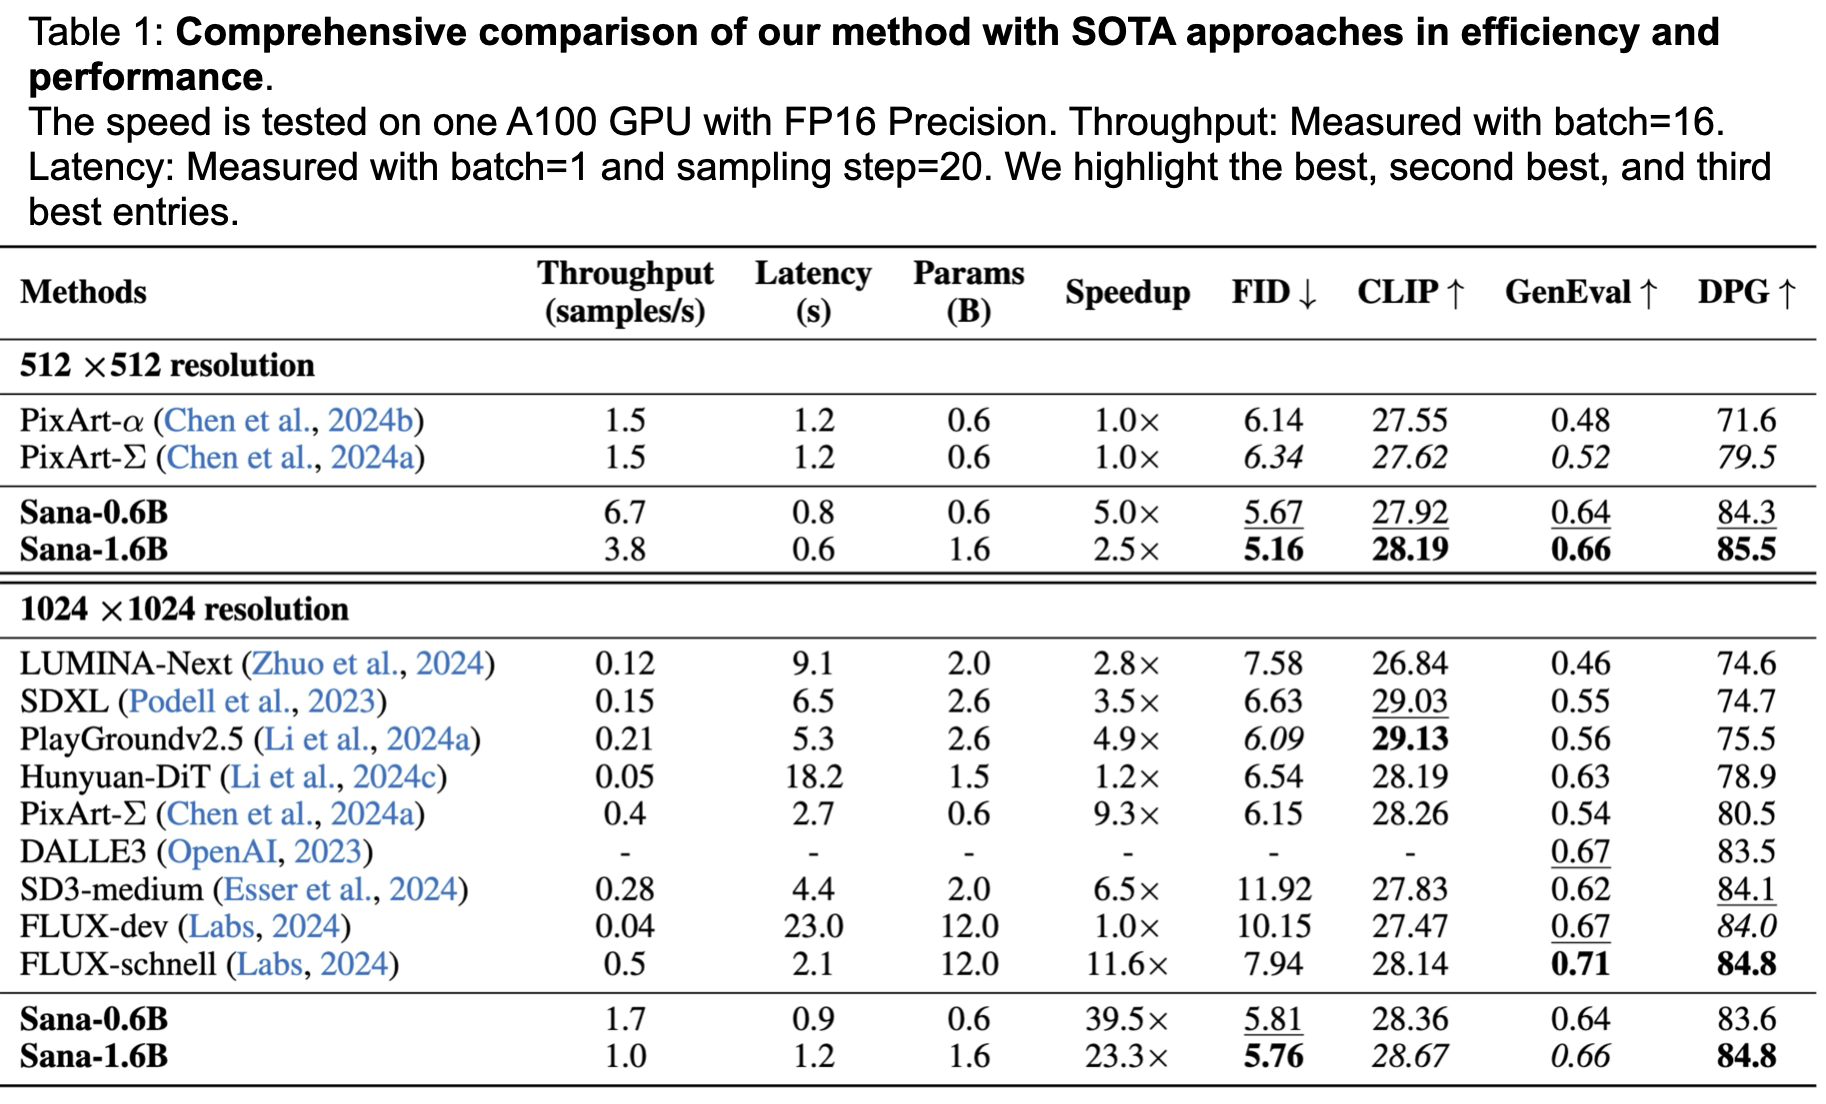 Table 1: Comprehensive comparison of our method with SOTA approaches in efficiency and
performance.
The speed is tested on one A100 GPU with FP16 Precision. Throughput: Measured with batch=16.
Latency: Measured with batch=1 and sampling step=20. We highlight the best, second best, and third
best entries.
Methods Throughput (samples/s) Latency (s) Params (B) Speedup FID ↓ CLIP ↑ GenEval ↑ DPG ↑
512 ×512 resolution
PixArt-α (Chen et al., 2024b) 1.5 1.2 0.6 1.0× 6.14 27.55 0.48 71.6
PixArt-Σ (Chen et al., 2024a) 1.5 1.2 0.6 1.0× 6.34 27.62 0.52 79.5
Sana-0.6B 6.7 0.8 0.6 5.0× 5.67 27.92 0.64 84.3
Sana-1.6B 3.8 0.6 1.6 2.5× 5.16 28.19 0.66 85.5
1024 ×1024 resolution
LUMINA-Next (Zhuo et al., 2024) 0.12 9.1 2.0 2.8× 7.58 26.84 0.46 74.6
SDXL (Podell et al., 2023) 0.15 6.5 2.6 3.5× 6.63 29.03 0.55 74.7
PlayGroundv2.5 (Li et al., 2024a) 0.21 5.3 2.6 4.9× 6.09 29.13 0.56 75.5
Hunyuan-DiT (Li et al., 2024c) 0.05 18.2 1.5 1.2× 6.54 28.19 0.63 78.9
PixArt-Σ (Chen et al., 2024a) 0.4 2.7 0.6 9.3× 6.15 28.26 0.54 80.5
DALLE3 (OpenAI, 2023) - - - - - - 0.67 83.5
SD3-medium (Esser et al., 2024) 0.28 4.4 2.0 6.5× 11.92 27.83 0.62 84.1
FLUX-dev (Labs, 2024) 0.04 23.0 12.0 1.0× 10.15 27.47 0.67 84.0
FLUX-schnell (Labs, 2024) 0.5 2.1 12.0 11.6× 7.94 28.14 0.71 84.8
Sana-0.6B 1.7 0.9 0.6 39.5× 5.81 28.36 0.64 83.6
Sana-1.6B 1.0 1.2 1.6 23.3× 5.76 28.67 0.66 84.8